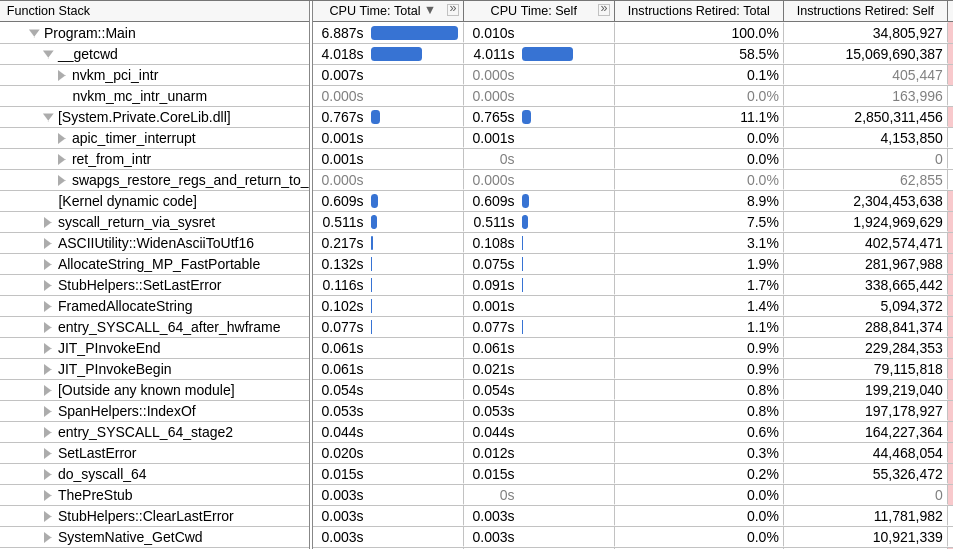 Function Stack CPU Time: Total » CPU Time: Self » Instructions Retired: Total Instructions Retired: Self
Program::Main 6.887s 0.010s 100.0% 34,805,927
__getcwd 4.018s 4.011s 58.5% 15,069,690,387
nvkm_pci_intr 0.007s 0.000s 0.1% 405,447
nvkm_mc_intr_unarm 0.000s 0.000s 0.0% 163,996
[System.Private.CoreLib.dll] 0.767s 0.765s 11.1% 2,850,311,456
apic_timer_interrupt 0.001s 0.001s 0.0% 4,153,850
ret_from_intr 0.001s 0s 0.0% 0
swapgs_restore_regs_and_return_to_ 0.000s 0.000s 0.0% 62,855
[Kernel dynamic code] 0.609s 0.609s 8.9% 2,304,453,638
syscall_return_via_sysret 0.511s 0.511s 7.5% 1,924,969,629
ASCIIUtility::WidenAsciiToUtf16 0.217s 0.108s 3.1% 402,574,471
AllocateString_MP_FastPortable 0.132s 0.075s 1.9% 281,967,988
StubHelpers::SetLastError 0.116s 0.091s 1.7% 338,665,442
FramedAllocateString 0.102s 0.001s 1.4% 5,094,372
entry_SYSCALL_64_after_hwframe 0.077s 0.077s 1.1% 288,841,374
JIT_PInvokeEnd 0.061s 0.061s 0.9% 229,284,353
JIT_PInvokeBegin 0.061s 0.021s 0.9% 79,115,818
[Outside any known module] 0.054s 0.054s 0.8% 199,219,040
SpanHelpers::IndexOf 0.053s 0.053s 0.8% 197,178,927
entry_SYSCALL_64_stage2 0.044s 0.044s 0.6% 164,227,364
SetLastError 0.020s 0.012s 0.3% 44,468,054
do_syscall_64 0.015s 0.015s 0.2% 55,326,472
ThePreStub 0.003s 0s 0.0% 0
StubHelpers::ClearLastError 0.003s 0.003s 0.0% 11,781,982
SystemNative_GetCwd 0.003s 0.003s 0.0% 10,921,339